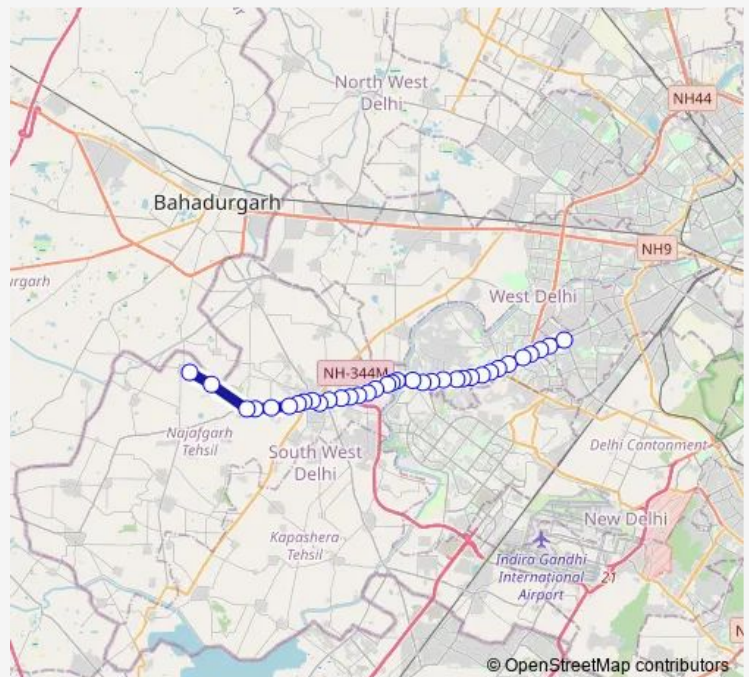 NH44
North West
Delhi
Bahadurgarh
NH9
urgarh
West Delhi
NH-344M
Najafgarh
Tehsil
South West
Delhi
Delhi Cantonment
New Delhi
Kapashera
Tehsil
Indira Gandhi
International
Airport
21
N
© OpenStreetMap contributors